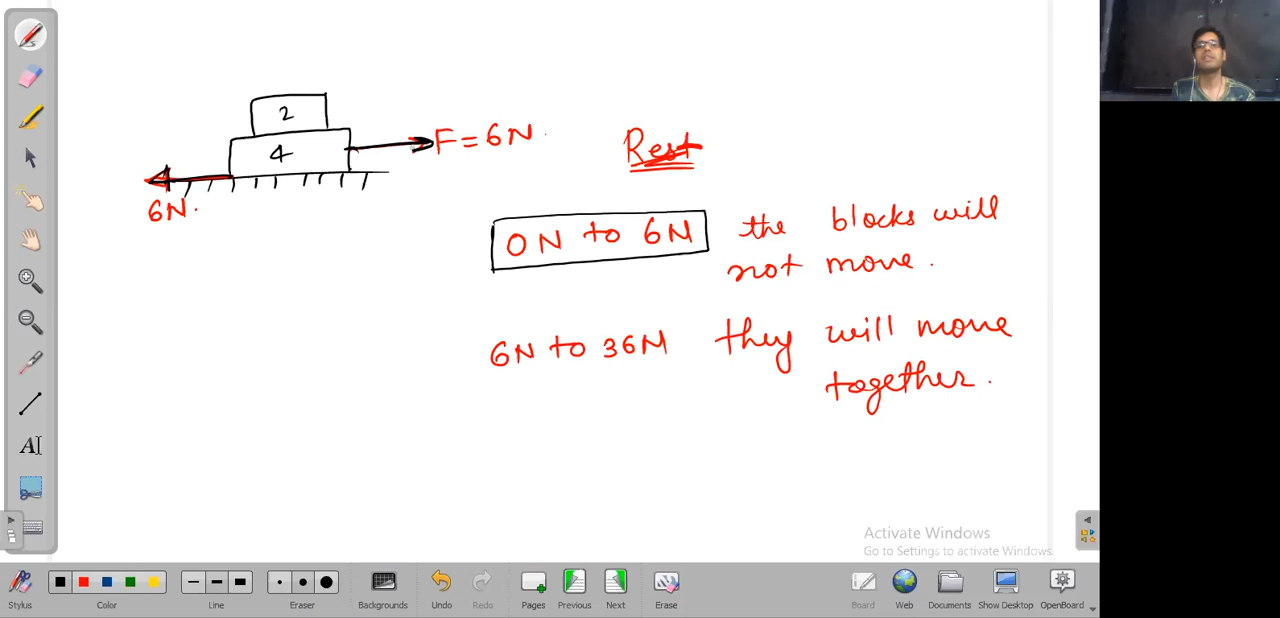 2
4
F = 6N
6N.
Rest
0N to 6N the blocks will
not move.
6N to 36N they will move
together.
A
Activate Windows
Go to Settings to activate Windows.
Stylus
Color
Line
Eraser
Backgrounds
Undo
Redo
Pages
Previous
Next
Erase
Board
Web
Documents
Show Desktop
OpenBoard